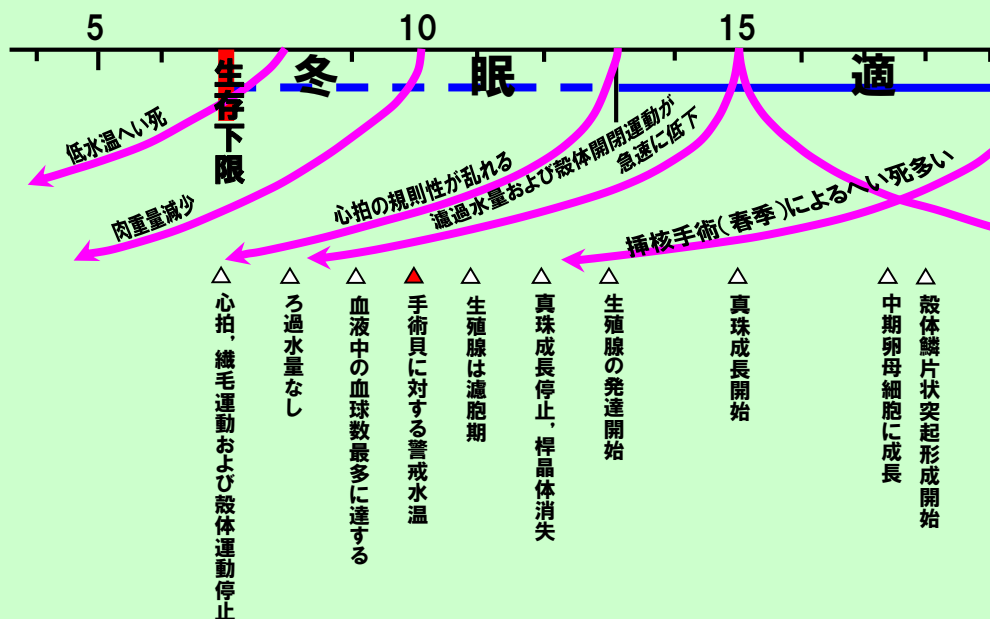 5
10
15
生存下限
冬
眠
適
低水温へい死
肉重量減少
心拍の規則性が乱れる
濾過水量および殻体開閉運動が
急速に低下
挿核手術(春季)によるへい死多い
心拍，繊毛運動および殻体運動停止
ろ過水量なし
血液中の血球数最多に達する
手術貝に対する警戒水温
生殖腺は濾胞期
真珠成長停止，桿晶体消失
生殖腺の発達開始
真珠成長開始
中期卵母細胞に成長
殻体鱗片状突起形成開始